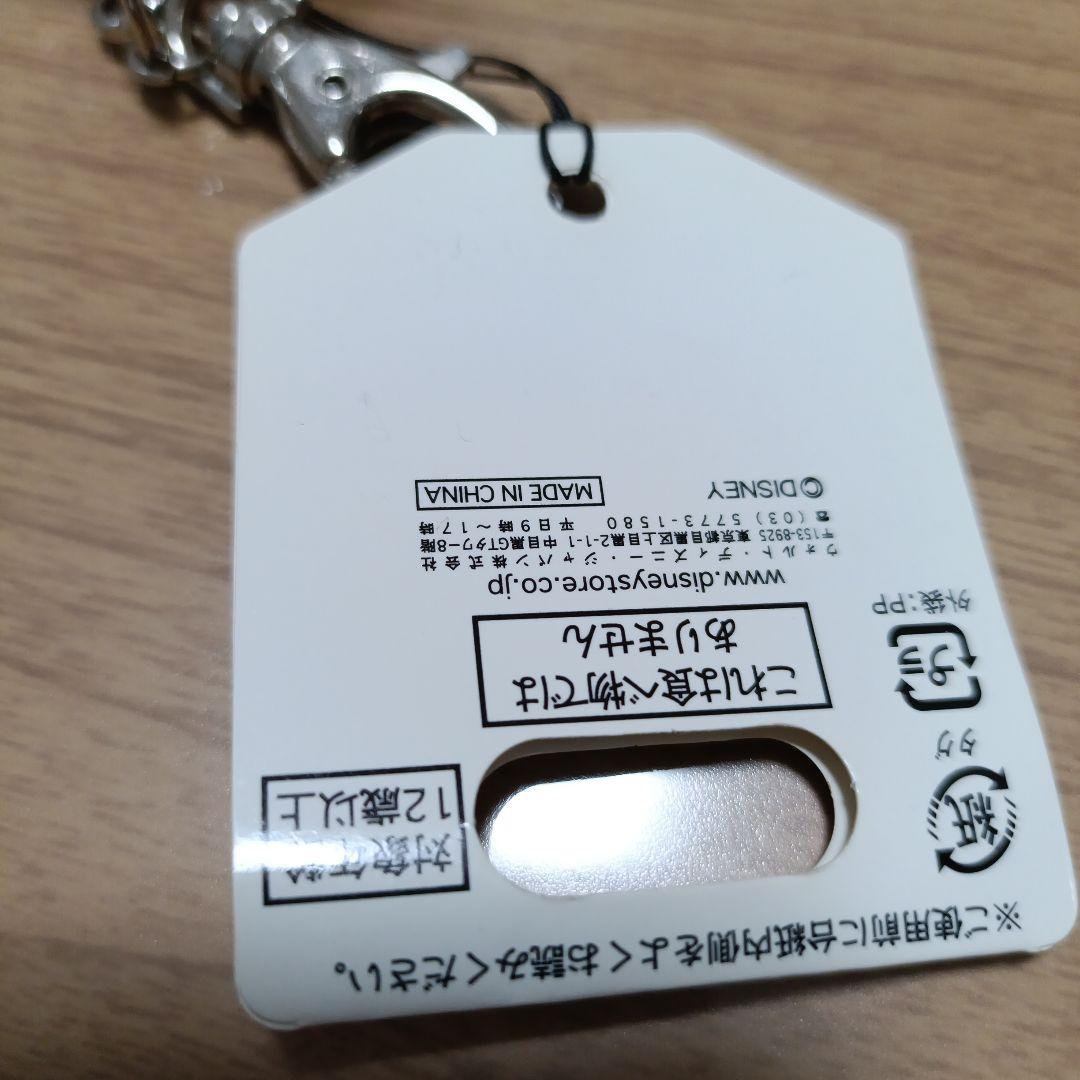 ※ご使用前に台紙内側をよくお読みください。
対象年齢
12歳以上
紙
タグ
プラ
外袋:PP
これは食べ物では
ありません
www.disneystore.co.jp
ウォルト・ディズニー・ジャパン株式会社
〒153-8925 東京都目黒区上目黒2-1-1 中目黒GTタワー8階
☎(03)5773-1580 平日9時〜17時
©DISNEY
MADE IN CHINA